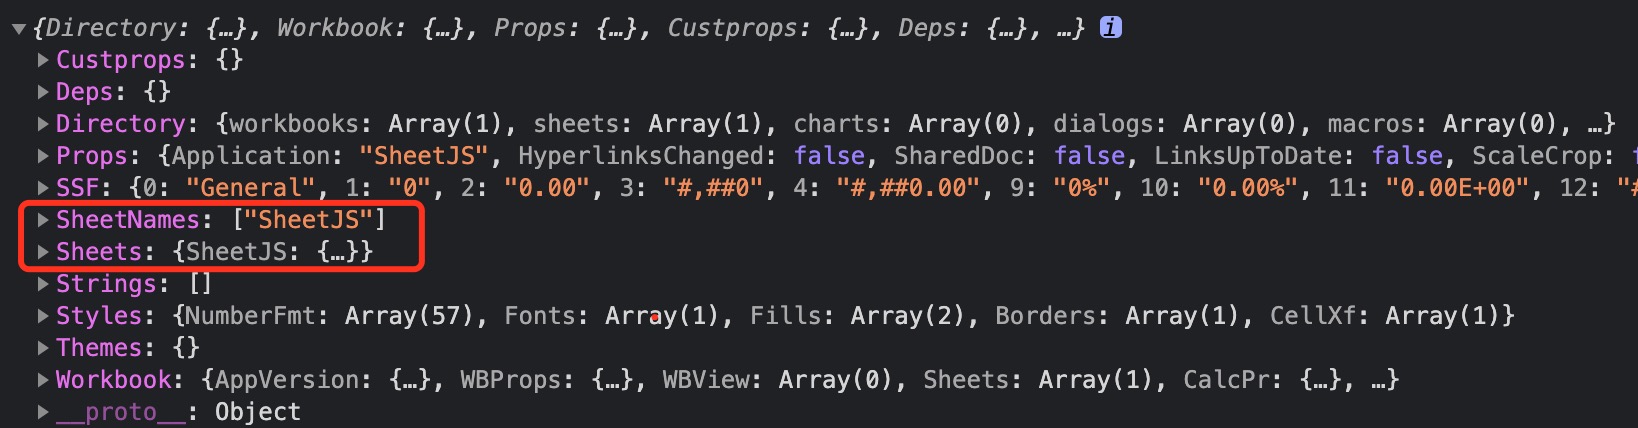 {Directory: {…}, Workbook: {…}, Props: {…}, Custprops: {…}, Deps: {…}, …} i
Custprops: {}
Deps: {}
Directory: {workbooks: Array(1), sheets: Array(1), charts: Array(0), dialogs: Array(0), macros: Array(0), …}
Props: {Application: "SheetJS", HyperlinksChanged: false, SharedDoc: false, LinksUpToDate: false, ScaleCrop: f
SSF: {0: "General", 1: "0", 2: "0.00", 3: "#,##0", 4: "#,##0.00", 9: "0%", 10: "0.00%", 11: "0.00E+00", 12: "#
SheetNames: ["SheetJS"]
Sheets: {SheetJS: {…}}
Strings: []
Styles: {NumberFmt: Array(57), Fonts: Array(1), Fills: Array(2), Borders: Array(1), CellXf: Array(1)}
Themes: {}
Workbook: {AppVersion: {…}, WBProps: {…}, WBView: Array(0), Sheets: Array(1), CalcPr: {…}, …}
__proto__: Object